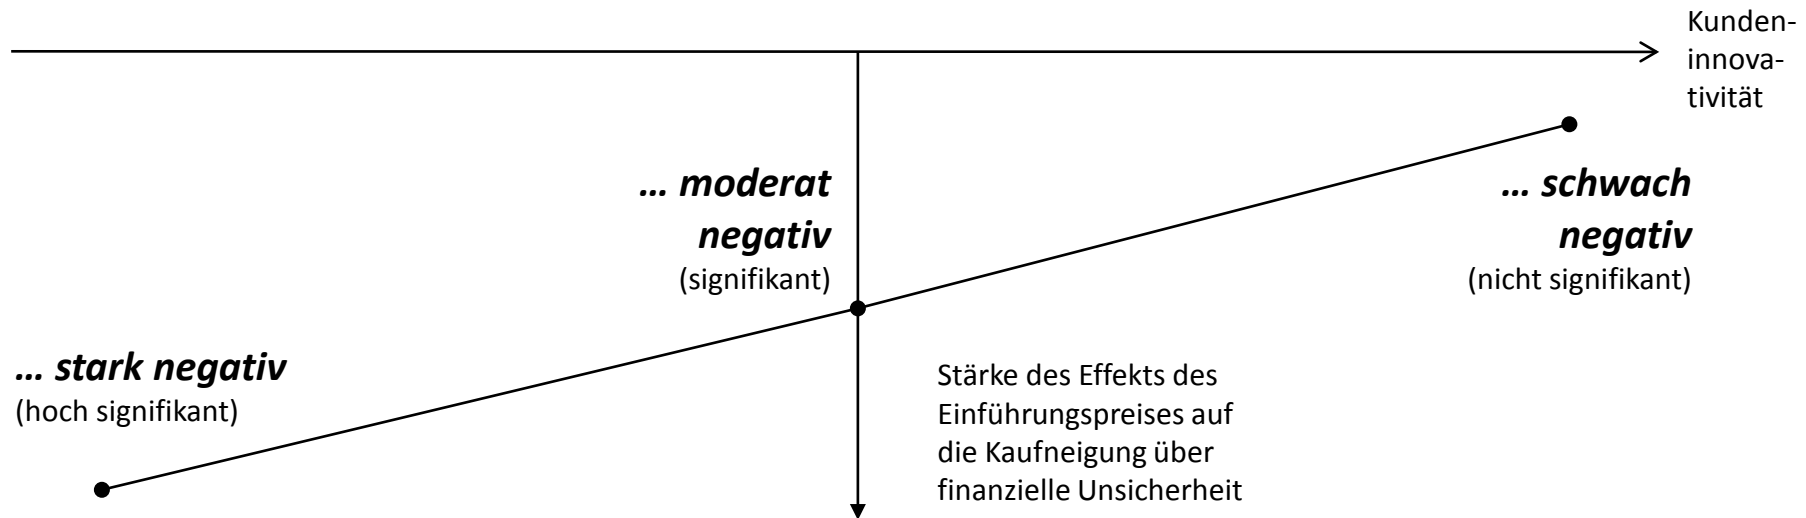 Kunden-
innova-
tivität
... moderat
negativ
(signifikant)
... schwach
negativ
(nicht signifikant)
... stark negativ
(hoch signifikant)
Stärke des Effekts des
Einführungspreises auf
die Kaufneigung über
finanzielle Unsicherheit